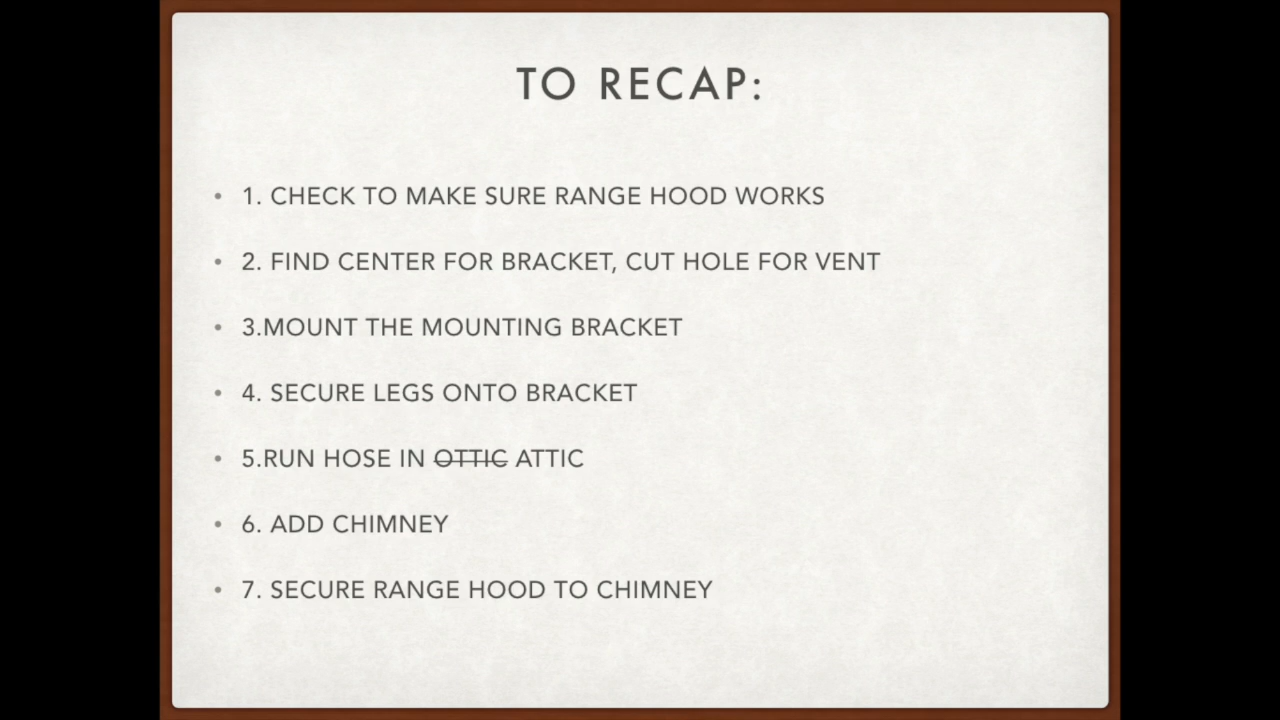 TO RECAP:
• 1. CHECK TO MAKE SURE RANGE HOOD WORKS
• 2. FIND CENTER FOR BRACKET, CUT HOLE FOR VENT
• 3.MOUNT THE MOUNTING BRACKET
• 4. SECURE LEGS ONTO BRACKET
• 5.RUN HOSE IN OTTIC ATTIC
• 6. ADD CHIMNEY
• 7. SECURE RANGE HOOD TO CHIMNEY